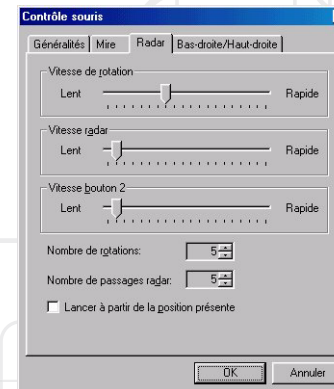 Contrôle souris
Généralités Mire Radar Bas-droite/Haut-droite
Vitesse de rotation
Lent Rapide
Vitesse radar
Lent Rapide
Vitesse bouton 2
Lent Rapide
Nombre de rotations: 5
Nombre de passages radar: 5
Lancer à partir de la position présente
OK Annuler